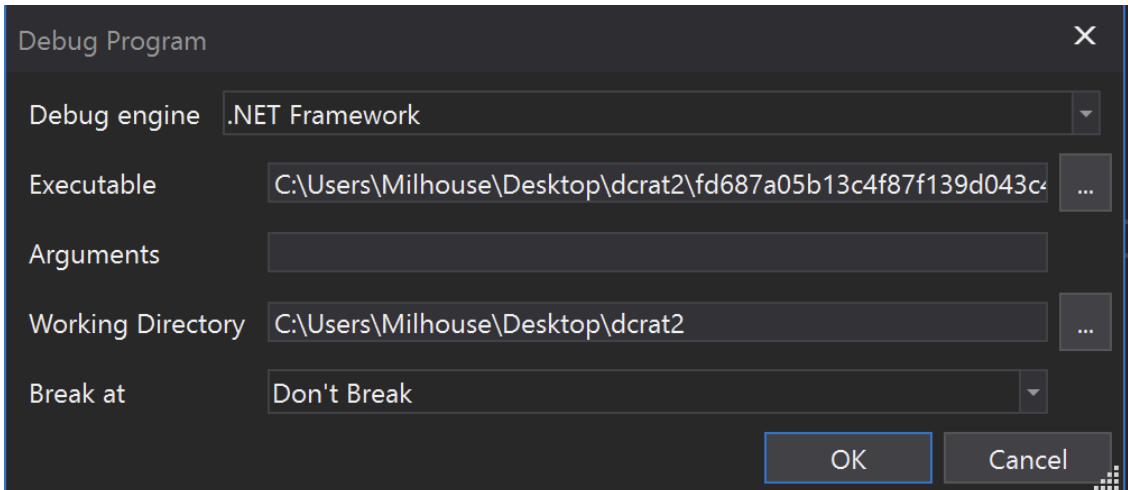 Debug Program
Debug engine .NET Framework
Executable C:\Users\Milhouse\Desktop\dcrat2\fd687a05b13c4f87f139d043c4 ...
Arguments
Working Directory C:\Users\Milhouse\Desktop\dcrat2 ...
Break at Don't Break
OK Cancel